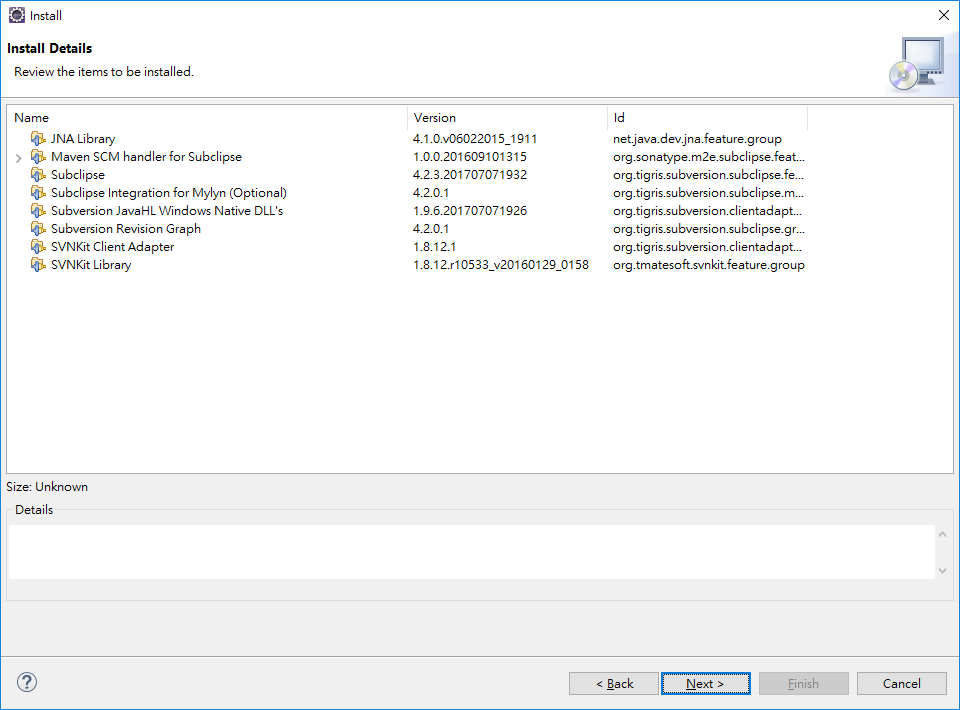 Install
Install Details
Review the items to be installed.
Name Version Id
JNA Library 4.1.0.v06022015_1911 net.java.dev.jna.feature.group
Maven SCM handler for Subclipse 1.0.0.201609101315 org.sonatype.m2e.subclipse.feat...
Subclipse 4.2.3.201707071932 org.tigris.subversion.subclipse.fe...
Subclipse Integration for Mylyn (Optional) 4.2.0.1 org.tigris.subversion.subclipse.m...
Subversion JavaHL Windows Native DLL's 1.9.6.201707071926 org.tigris.subversion.clientadapt...
Subversion Revision Graph 4.2.0.1 org.tigris.subversion.subclipse.gr...
SVNKit Client Adapter 1.8.12.1 org.tigris.subversion.clientadapt...
SVNKit Library 1.8.12.r10533_v20160129_0158 org.tmatesoft.svnkit.feature.group
Size: Unknown
Details
? < Back Next > Finish Cancel